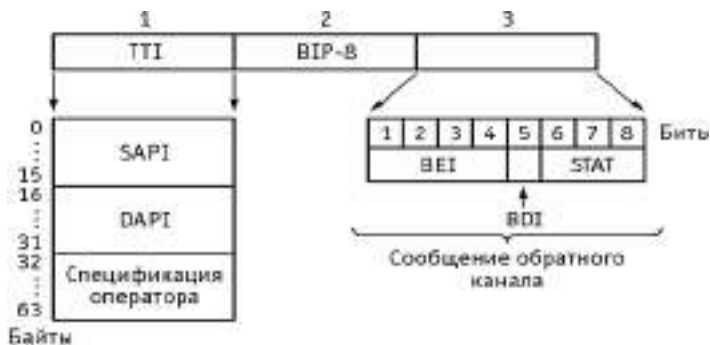 1 2 3
TTI BIP-8
0 1 2 3 4 5 6 7 8 Биты
SAPI BEI STAT
15
16 BDI
DAPI Сообщение обратного
31 канала
32
Спецификация
оператора
63
Байты